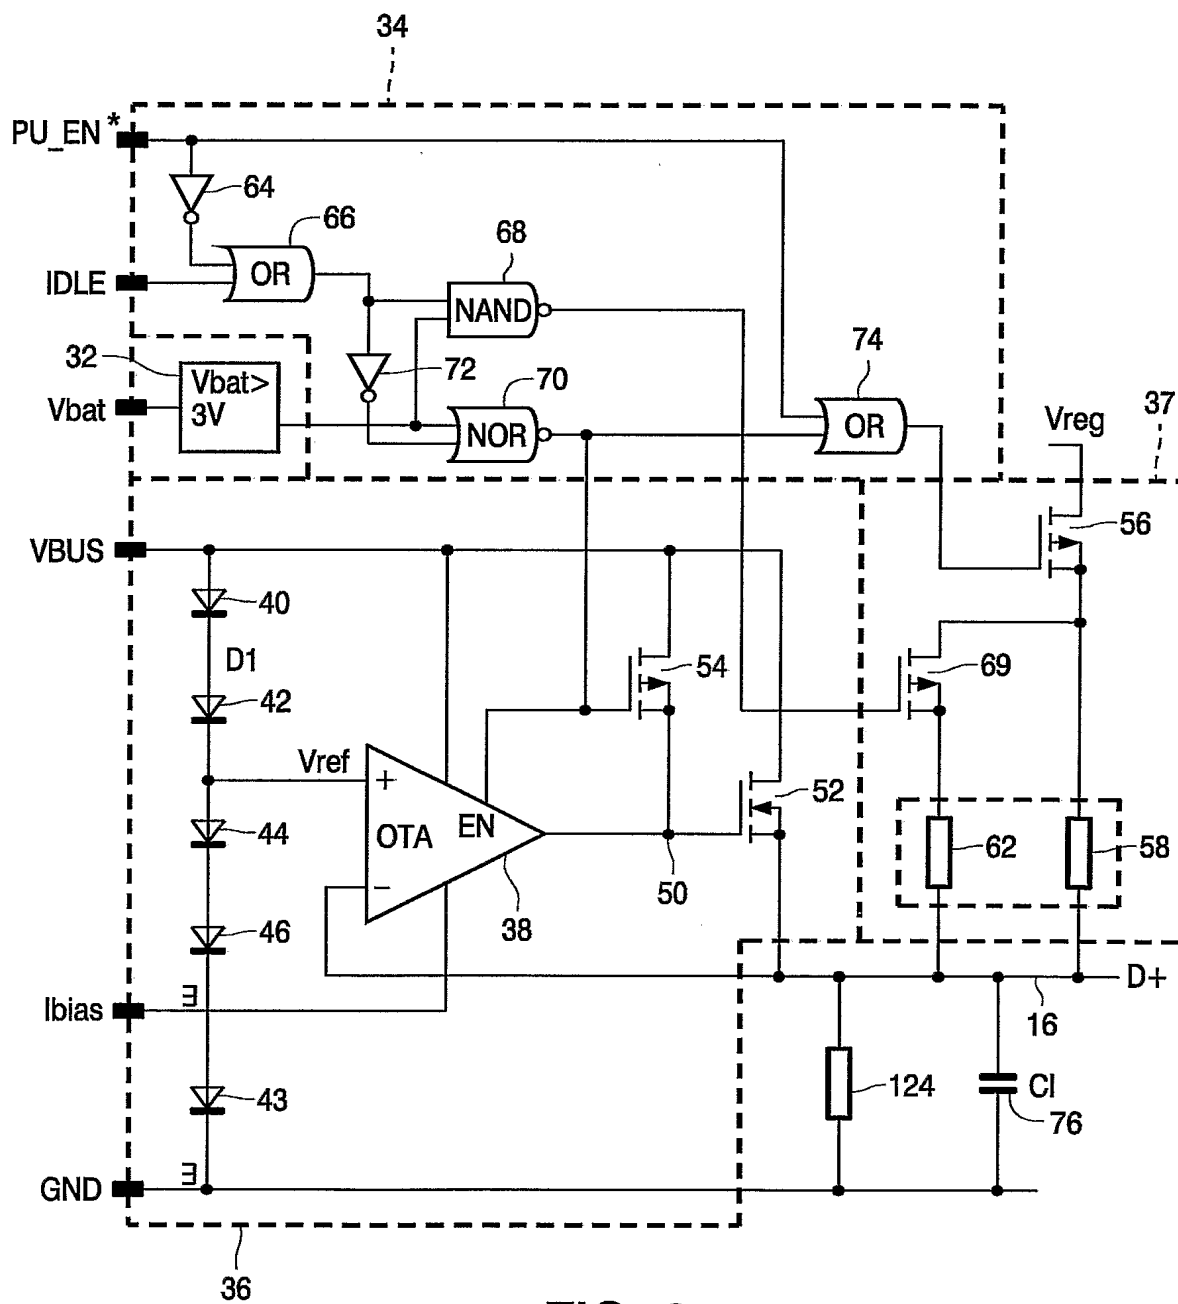 34
PU_EN*
64
66
68
OR
IDLE
NAND
32
Vbat>
3V
72
70
74
Vbat
NOR
OR
Vreg
37
56
VBUS
40
D1
54
69
42
Vref
+
EN
52
44
OTA
62
58
−
50
46
38
D+
Ibias
16
43
124
CI
76
GND
36